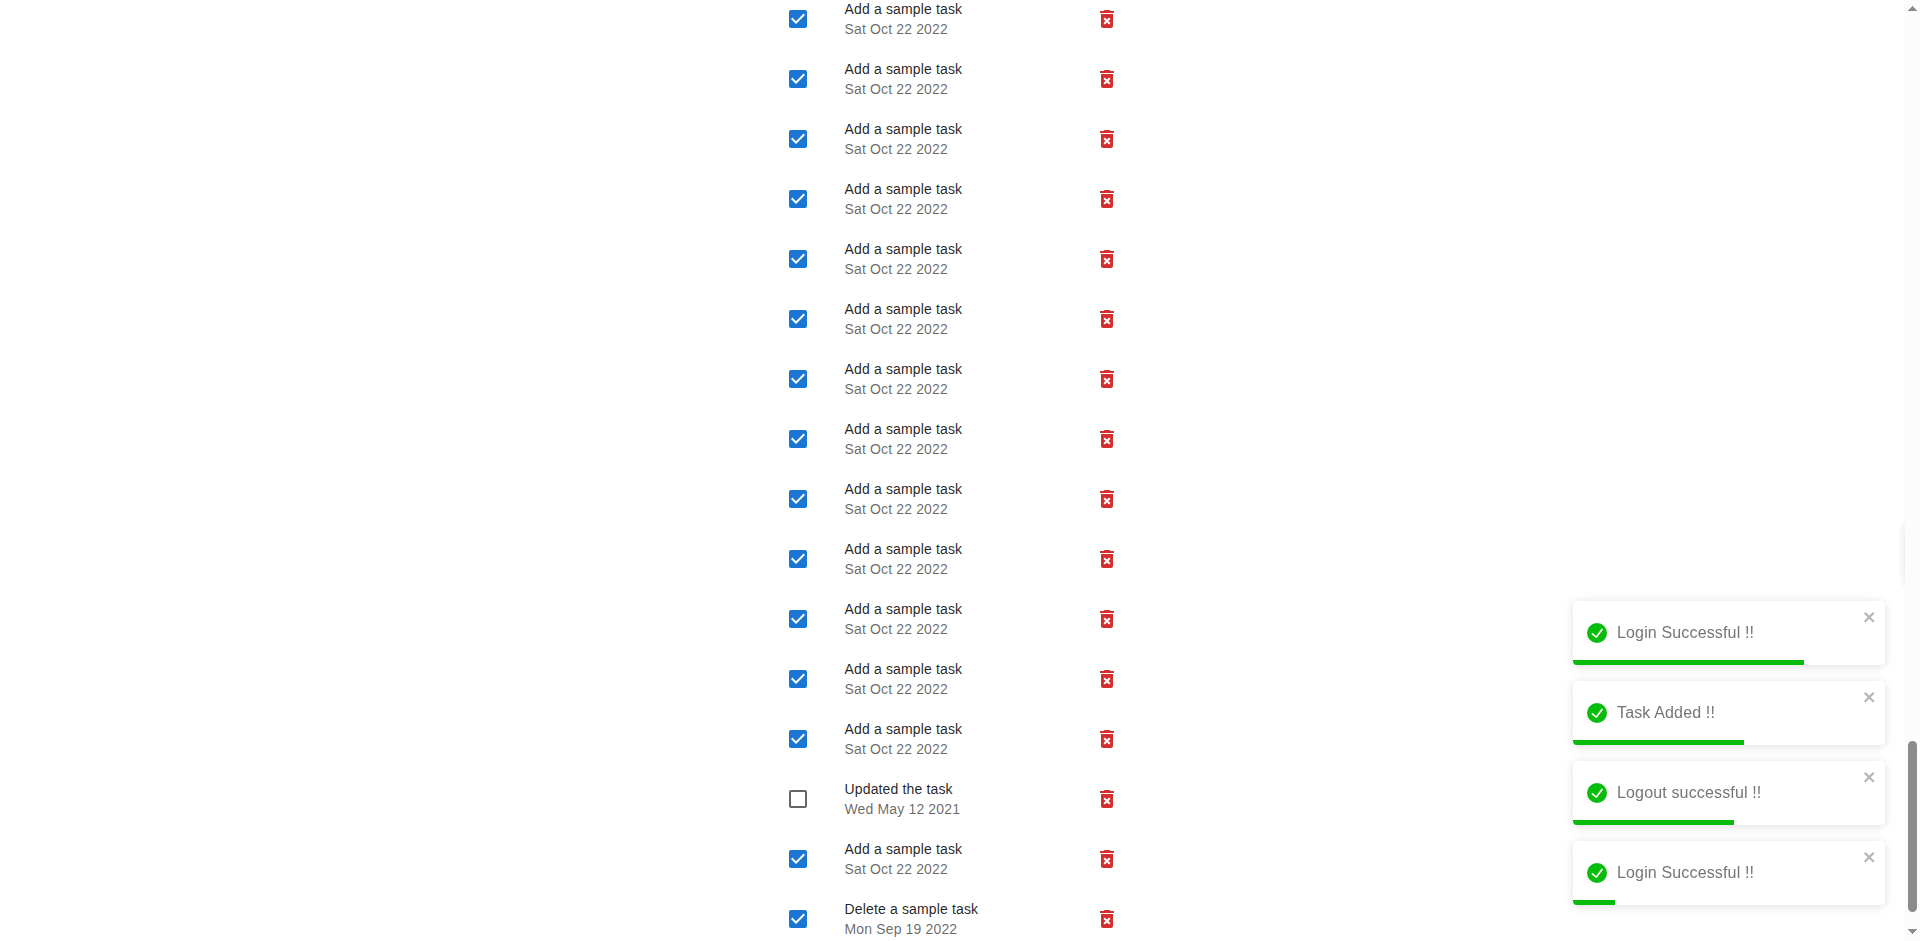 Add a sample task
Sat Oct 22 2022
Add a sample task
Sat Oct 22 2022
Add a sample task
Sat Oct 22 2022
Add a sample task
Sat Oct 22 2022
Add a sample task
Sat Oct 22 2022
Add a sample task
Sat Oct 22 2022
Add a sample task
Sat Oct 22 2022
Add a sample task
Sat Oct 22 2022
Add a sample task
Sat Oct 22 2022
Add a sample task
Sat Oct 22 2022
Add a sample task
Sat Oct 22 2022
Add a sample task
Sat Oct 22 2022
Add a sample task
Sat Oct 22 2022
Updated the task
Wed May 12 2021
Add a sample task
Sat Oct 22 2022
Delete a sample task
Mon Sep 19 2022
Login Successful !!
Task Added !!
Logout successful !!
Login Successful !!